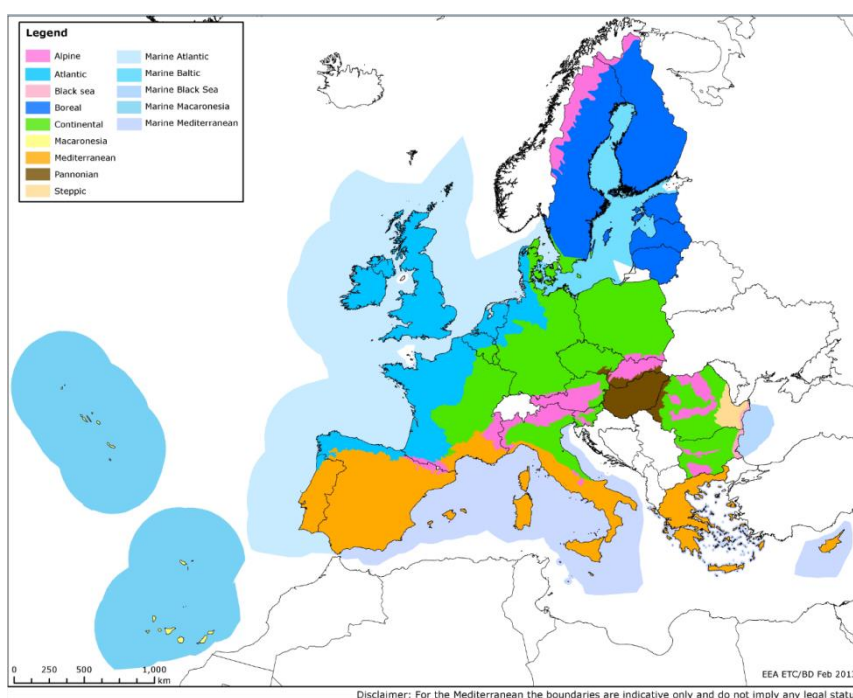 Legend
Alpine
Atlantic
Black sea
Boreal
Continental
Macaronesia
Mediterranean
Pannonian
Steppic
Marine Atlantic
Marine Baltic
Marine Black Sea
Marine Macaronesia
Marine Mediterranean
0 250 500 1,000
km
EEA ETC/BD Feb 2013
Disclaimer: For the Mediterranean the boundaries are indicative only and do not imply any legal statu